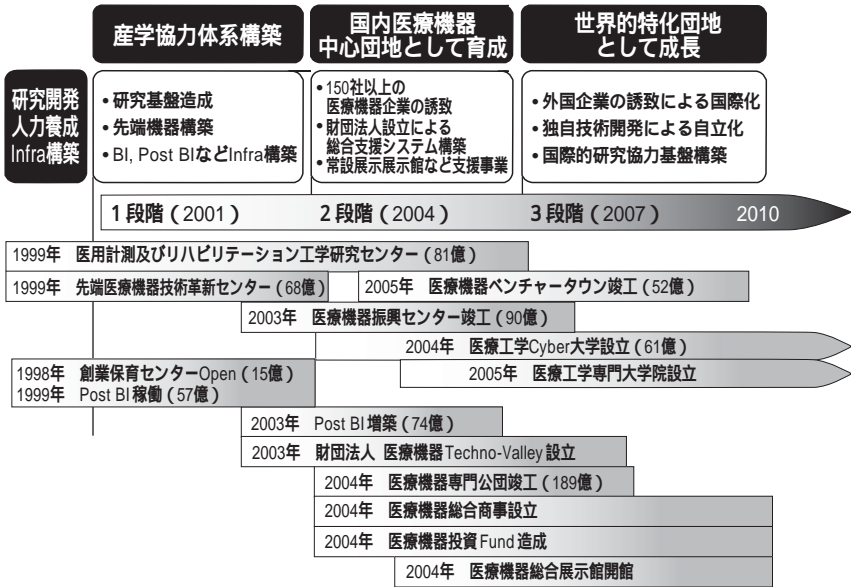 産学協力体系構築
国内医療機器
中心団地として育成
世界的特化団地
として成長
研究開発
人力養成
Infra構築
• 研究基盤造成
• 先端機器構築
• BI, Post BIなどInfra構築
• 150社以上の
医療機器企業の誘致
• 財団法人設立による
総合支援システム構築
• 常設展示展示館など支援事業
• 外国企業の誘致による国際化
• 独自技術開発による自立化
• 国際的研究協力基盤構築
1段階(2001) 2段階(2004) 3段階(2007) 2010
1999年 医用計測及びリハビリテーション工学研究センター(81億)
1999年 先端医療機器技術革新センター(68億) 2005年 医療機器ベンチャータウン竣工(52億)
2003年 医療機器振興センター竣工(90億)
2004年 医療工学Cyber大学設立(61億)
1998年 創業保育センターOpen(15億) 2005年 医療工学専門大学院設立
1999年 Post BI稼働(57億)
2003年 Post BI増築(74億)
2003年 財団法人 医療機器Techno-Valley設立
2004年 医療機器専門公団竣工(189億)
2004年 医療機器総合商事設立
2004年 医療機器投資Fund造成
2004年 医療機器総合展示館開館